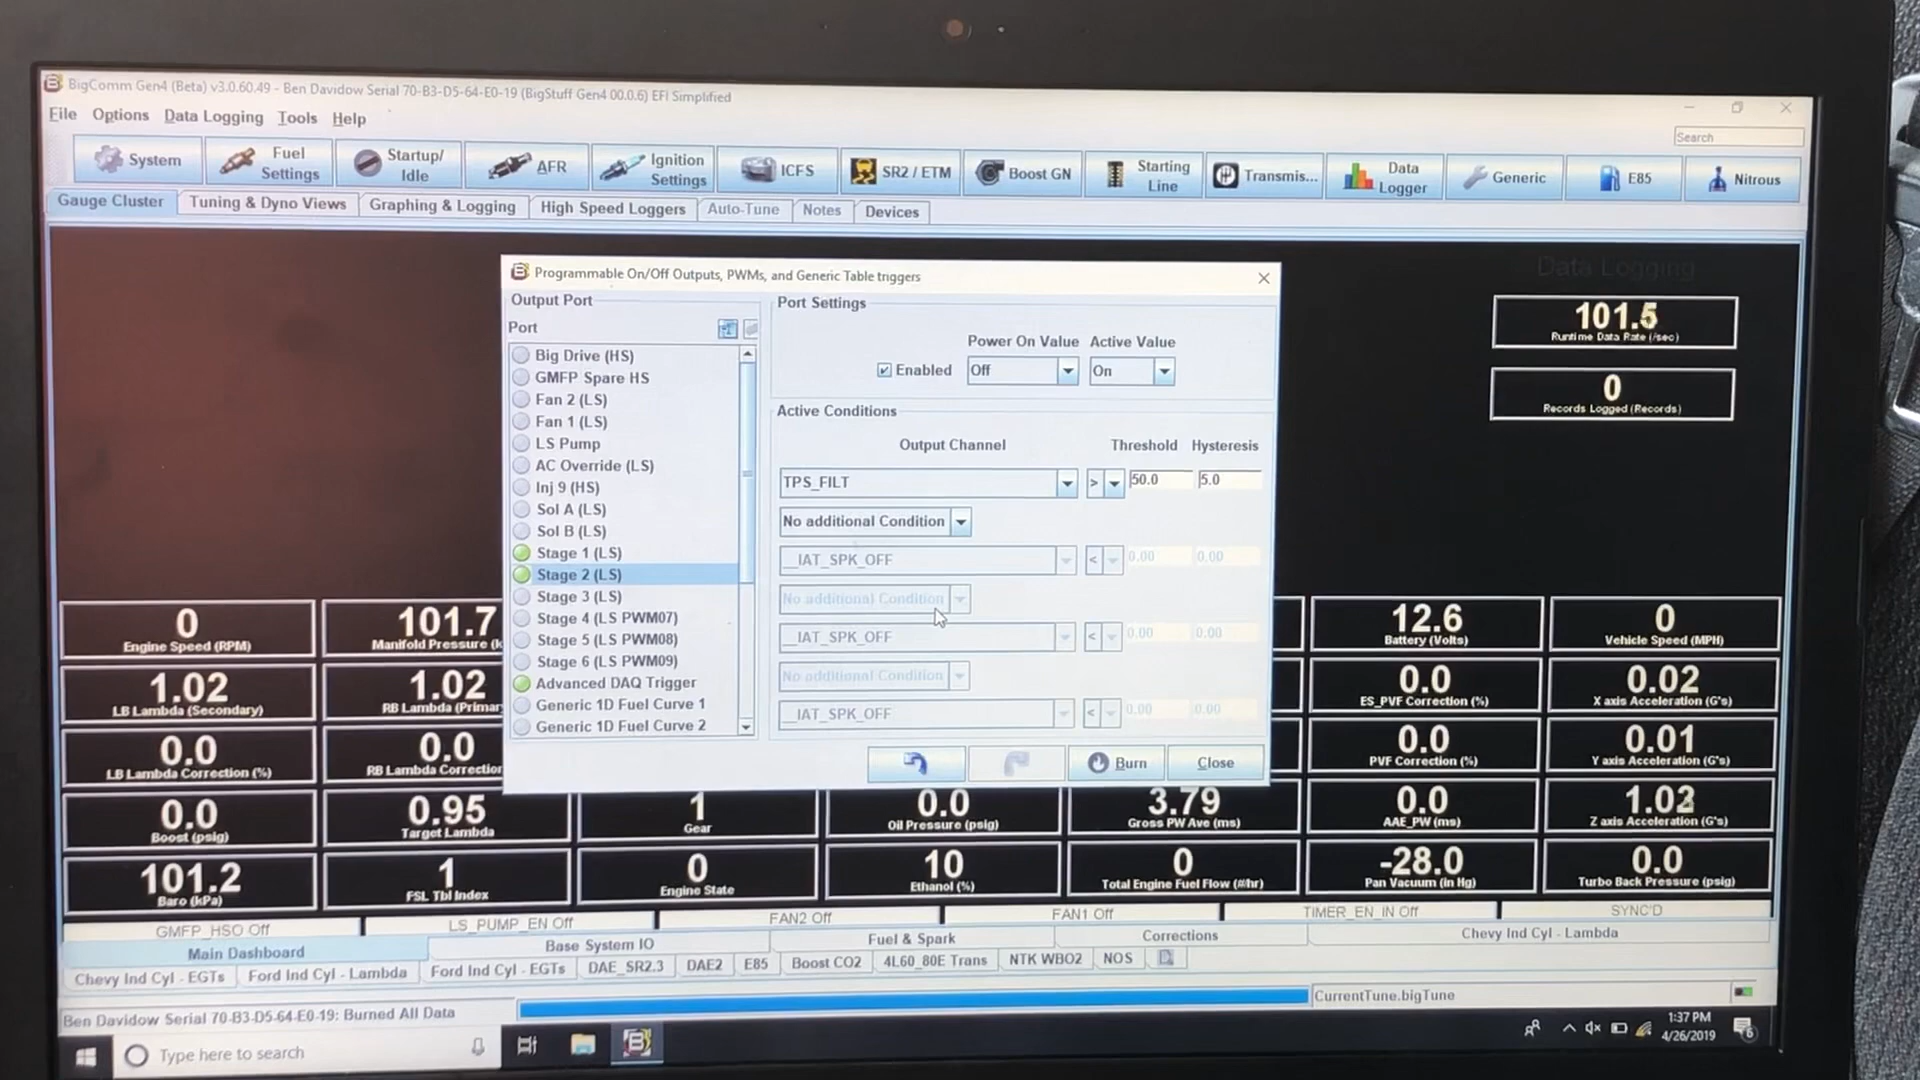 BigComm Gen4 (Beta) v3.0.60.49 - Ben Davidow Serial 70-B3-D5-64-E0-19 (BigStuff Gen4 00.0.6) EFI Simplified
File Options Data Logging Tools Help
Search
System
Fuel Settings
Startup/ Idle
AFR
Ignition Settings
ICFS
SR2 / ETM
Boost GN
Starting Line
Transmis...
Data Logger
Generic
E85
Nitrous
Gauge Cluster Tuning & Dyno Views Graphing & Logging High Speed Loggers Auto-Tune Notes Devices
Data Logging
101.5
Runtime Data Rate (/sec)
0
Records Logged (Records)
Programmable On/Off Outputs, PWMs, and Generic Table triggers
Output Port
Port
Big Drive (HS)
GMFP Spare HS
Fan 2 (LS)
Fan 1 (LS)
LS Pump
AC Override (LS)
Inj 9 (HS)
Sol A (LS)
Sol B (LS)
Stage 1 (LS)
Stage 2 (LS)
Stage 3 (LS)
Stage 4 (LS PWM07)
Stage 5 (LS PWM08)
Stage 6 (LS PWM09)
Advanced DAQ Trigger
Generic 1D Fuel Curve 1
Generic 1D Fuel Curve 2
Port Settings
Power On Value Active Value
Enabled Off On
Active Conditions
Output Channel Threshold Hysteresis
TPS_FILT > 50.0 5.0
No additional Condition
__IAT_SPK_OFF < 0.00 0.00
No additional Condition
__IAT_SPK_OFF < 0.00 0.00
No additional Condition
__IAT_SPK_OFF < 0.00 0.00
Burn Close
0
Engine Speed (RPM)
101.7
Manifold Pressure (k
12.6
Battery (Volts)
0
Vehicle Speed (MPH)
1.02
LB Lambda (Secondary)
1.02
RB Lambda (Primar
0.0
ES_PVF Correction (%)
0.02
X axis Acceleration (G's)
0.0
LB Lambda Correction (%)
0.0
RB Lambda Correction
0.0
PVF Correction (%)
0.01
Y axis Acceleration (G's)
0.0
Boost (psig)
0.95
Target Lambda
1
Gear
0.0
Oil Pressure (psig)
3.79
Gross PW Ave (ms)
0.0
AAE_PW (ms)
Z axis Acceleration (G's)
101.2
Baro (kPa)
1
FSL Tbl Index
0
Engine State
10
Ethanol (%)
0
Total Engine Fuel Flow (#/hr)
-28.0
Pan Vacuum (in Hg)
0.0
Turbo Back Pressure (psig)
GMFP_HSO Off LS_PUMP_EN Off FAN2 Off FAN1 Off TIMER_EN_IN Off SYNC'D
Main Dashboard Base System IO Fuel & Spark Corrections Chevy Ind Cyl - Lambda
Chevy Ind Cyl - EGTs Ford Ind Cyl - Lambda Ford Ind Cyl - EGTs DAE_SR2.3 DAE2 E85 Boost CO2 4L60_80E Trans NTK WBO2 NOS
Ben Davidow Serial 70-B3-D5-64-E0-19: Burned All Data
CurrentTune.bigTune
Type here to search
1:37 PM
4/26/2019
6